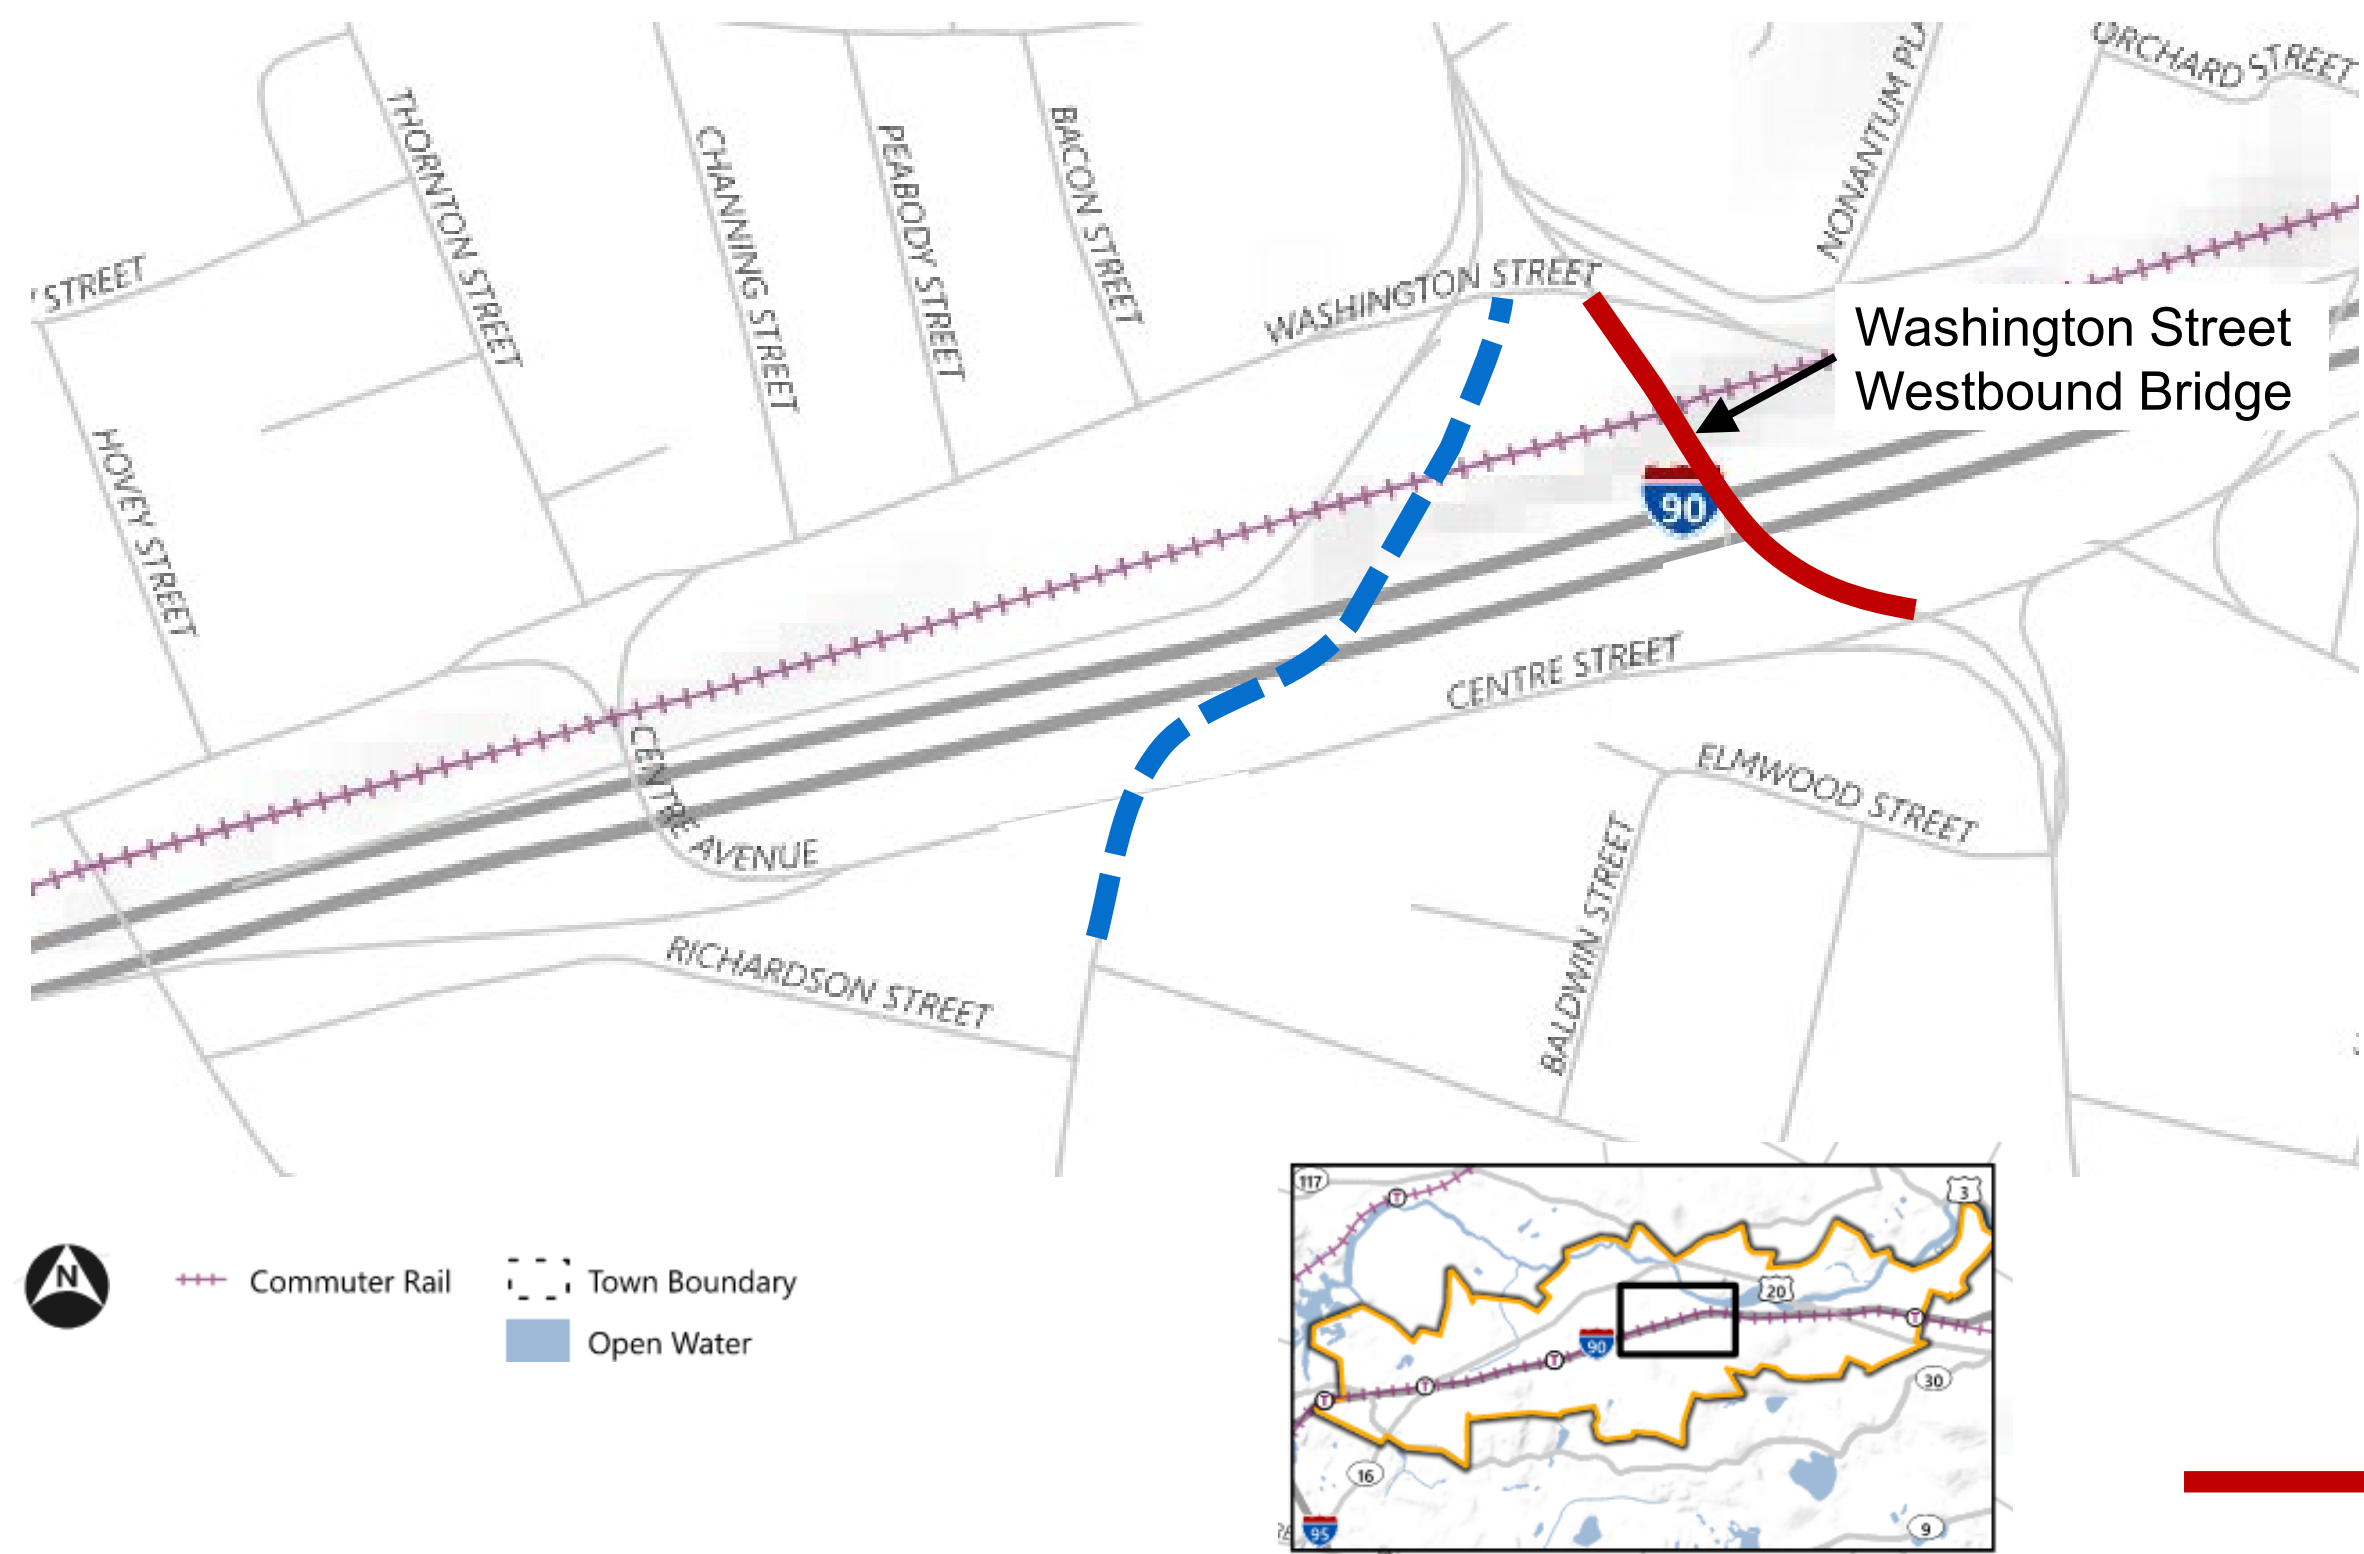 ORCHARD STREET
NONANTUM
THORNTON STREET
CHANNING STREET
PEABODY STREET
BACON STREET
STREET
WASHINGTON STREET
Washington Street
Westbound Bridge
HOVEY STREET
90
CENTRE STREET
CENTRE AVENUE
ELMWOOD STREET
BALDWIN STREET
RICHARDSON STREET
N
Commuter Rail
Town Boundary
Open Water
117
T
3
20
T
90
T
T
T
30
16
95
9